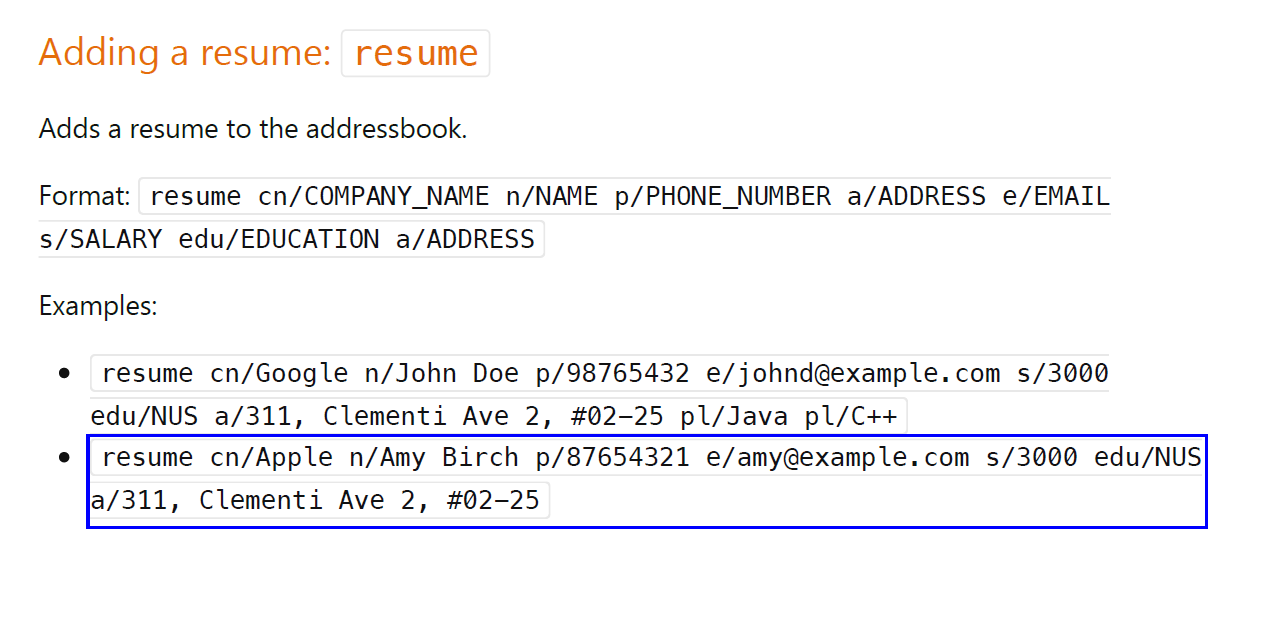 Adding a resume: resume
Adds a resume to the addressbook.
Format: resume cn/COMPANY_NAME n/NAME p/PHONE_NUMBER a/ADDRESS e/EMAIL
s/SALARY edu/EDUCATION a/ADDRESS
Examples:
• resume cn/Google n/John Doe p/98765432 e/johnd@example.com s/3000
edu/NUS a/311, Clementi Ave 2, #02-25 pl/Java pl/C++
• resume cn/Apple n/Amy Birch p/87654321 e/amy@example.com s/3000 edu/NUS
a/311, Clementi Ave 2, #02-25